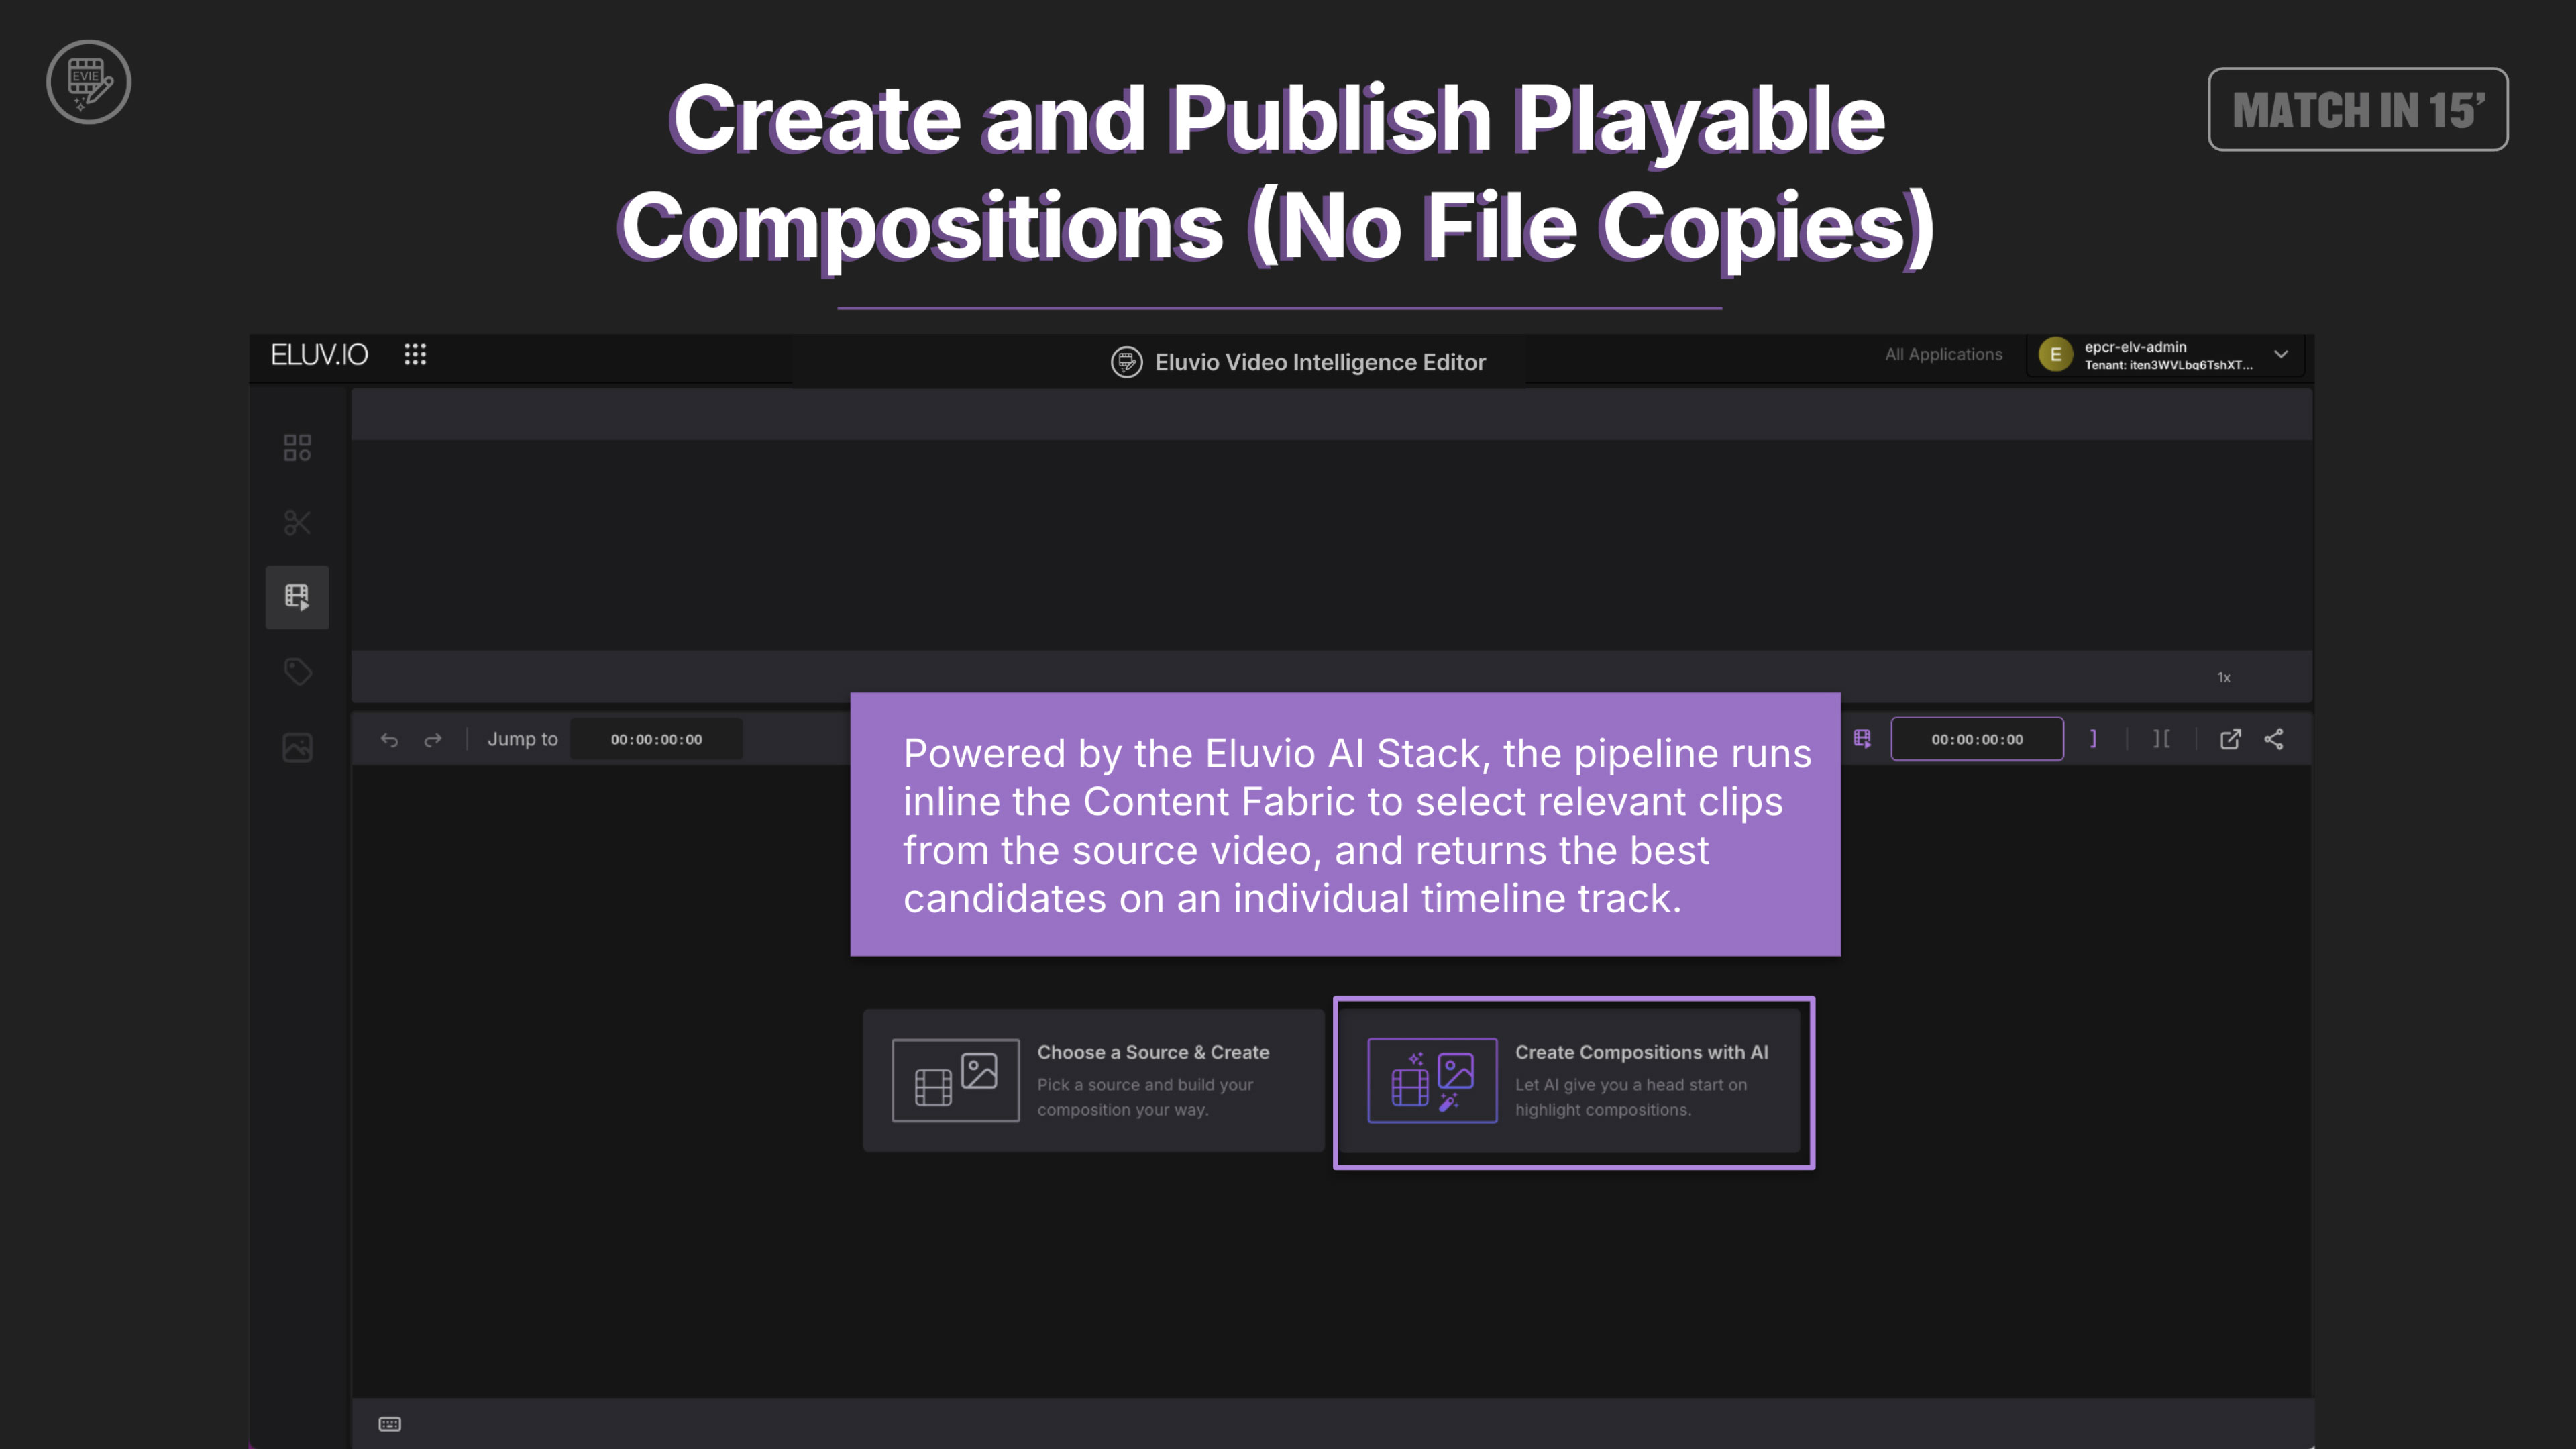 EVIE
MATCH IN 15’
Create and Publish Playable
Compositions (No File Copies)
ELUV.IO
Eluvio Video Intelligence Editor
All Applications
E
epcr-elv-admin
Tenant: iten3WVLbq6TshXT...
1x
Jump to
00:00:00:00
00:00:00:00
Powered by the Eluvio AI Stack, the pipeline runs
inline the Content Fabric to select relevant clips
from the source video, and returns the best
candidates on an individual timeline track.
Choose a Source & Create
Pick a source and build your
composition your way.
Create Compositions with AI
Let AI give you a head start on
highlight compositions.